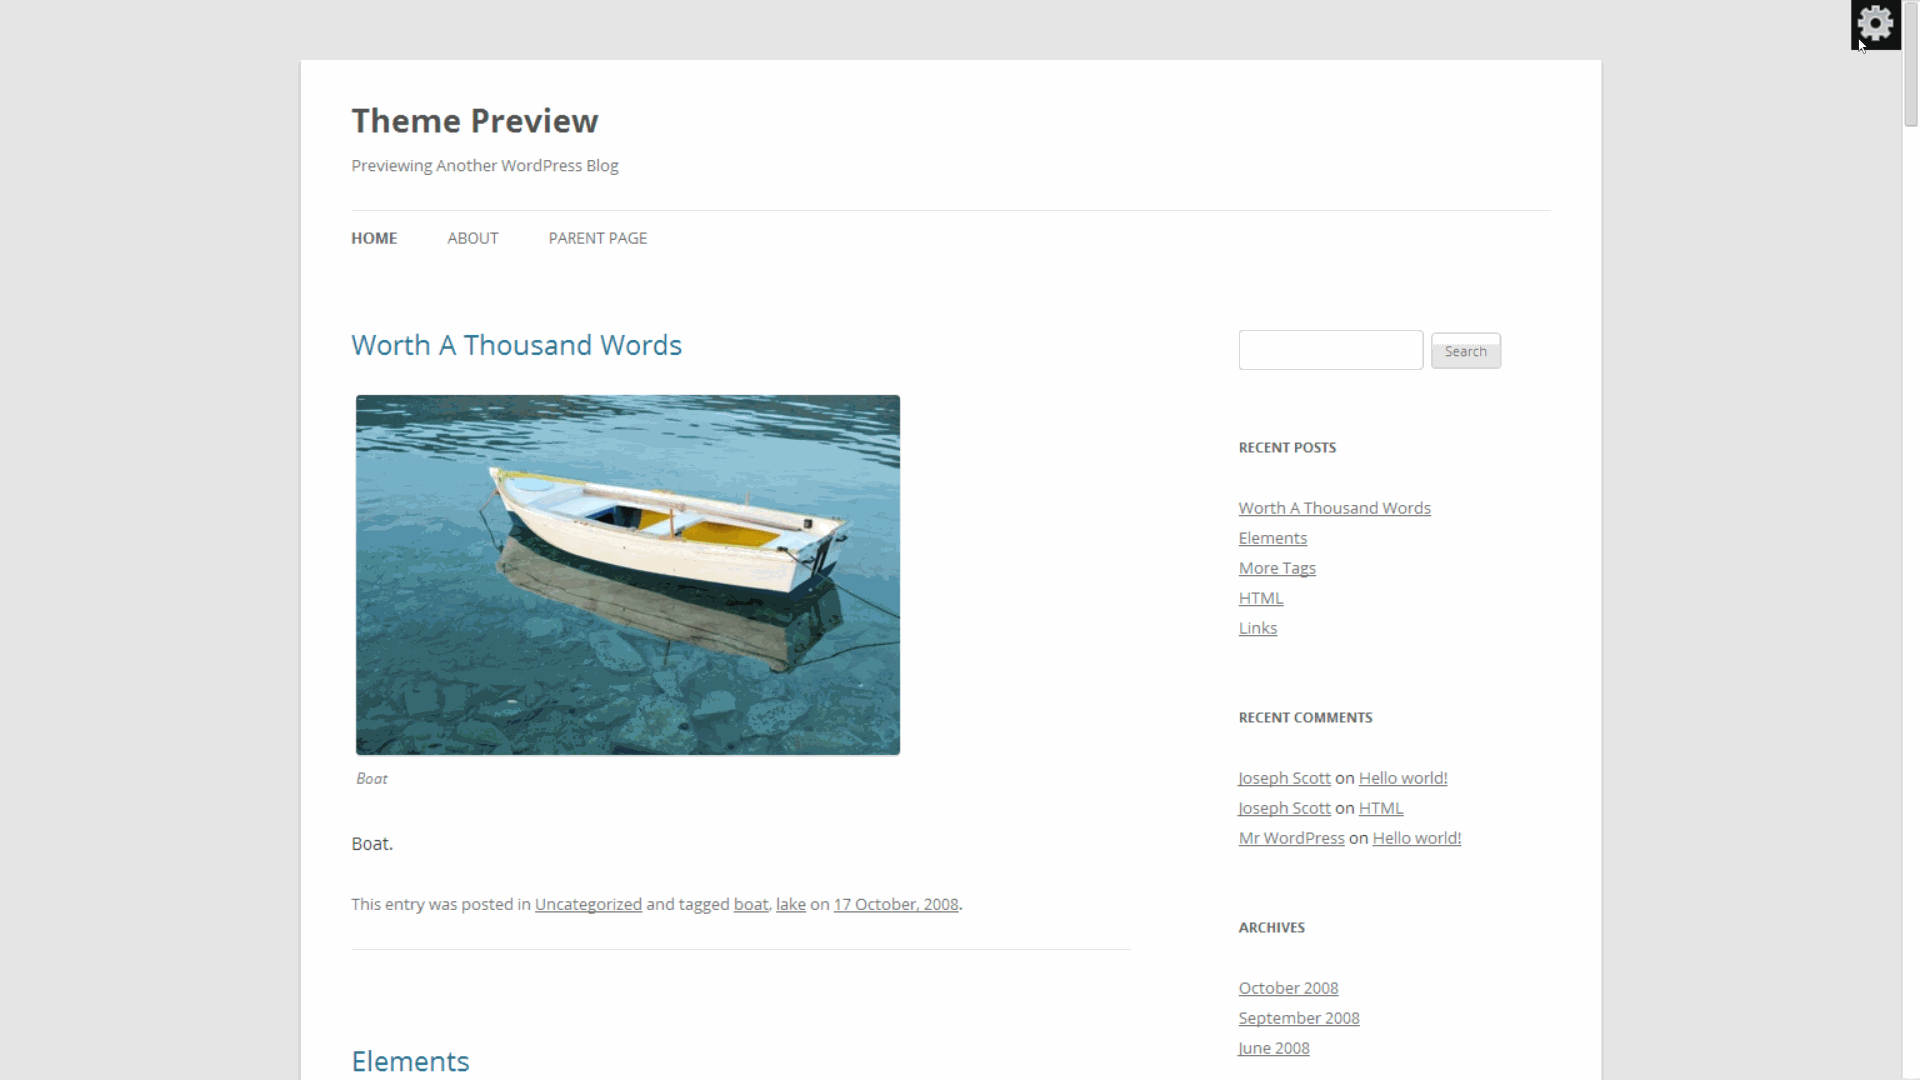 Theme Preview
Previewing Another WordPress Blog
HOME ABOUT PARENT PAGE
Worth A Thousand Words
Boat
Boat.
This entry was posted in Uncategorized and tagged boat, lake on 17 October, 2008.
Elements
Search
RECENT POSTS
Worth A Thousand Words
Elements
More Tags
HTML
Links
RECENT COMMENTS
Joseph Scott on Hello world!
Joseph Scott on HTML
Mr WordPress on Hello world!
ARCHIVES
October 2008
September 2008
June 2008